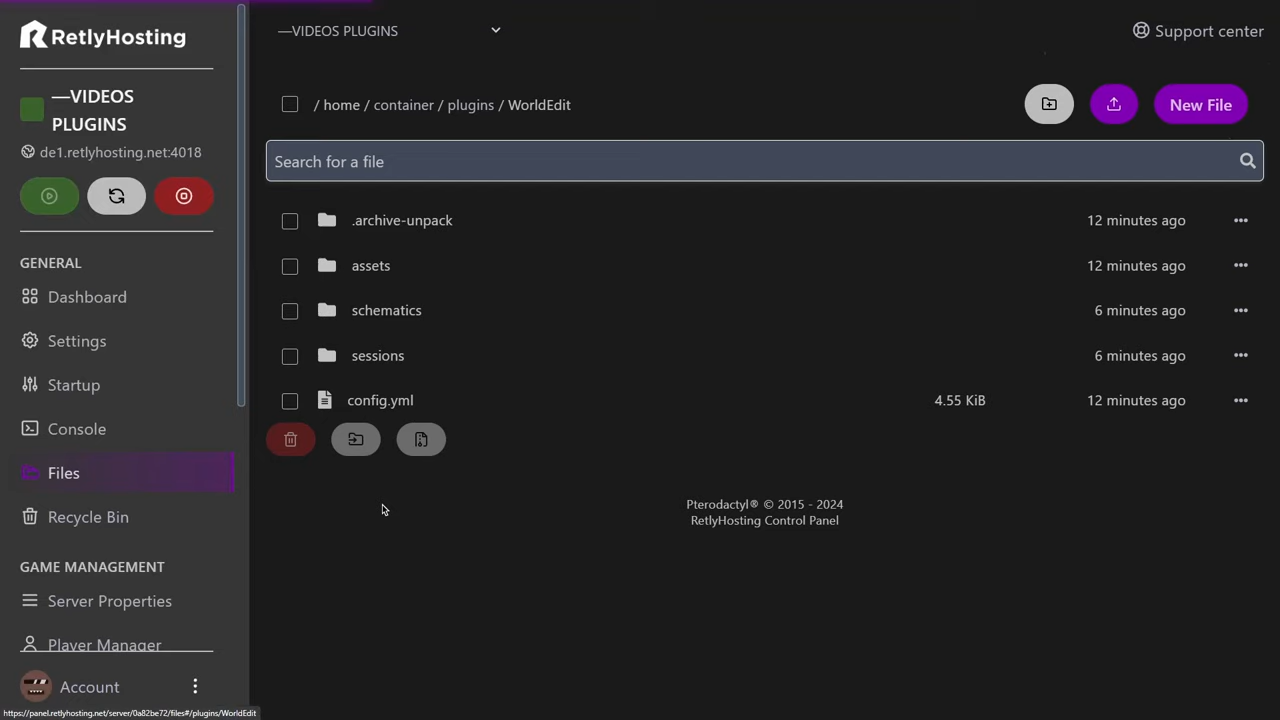 RetlyHosting
—VIDEOS PLUGINS
Support center
—VIDEOS
PLUGINS
de1.retlyhosting.net:4018
/ home / container / plugins / WorldEdit
New File
Search for a file
.archive-unpack 12 minutes ago
assets 12 minutes ago
schematics 6 minutes ago
sessions 6 minutes ago
config.yml 4.55 KiB 12 minutes ago
GENERAL
Dashboard
Settings
Startup
Console
Files
Recycle Bin
GAME MANAGEMENT
Server Properties
Player Manager
Account
Pterodactyl® © 2015 - 2024
RetlyHosting Control Panel
https://panel.retlyhosting.net/server/0a82be72/files#/plugins/WorldEdit